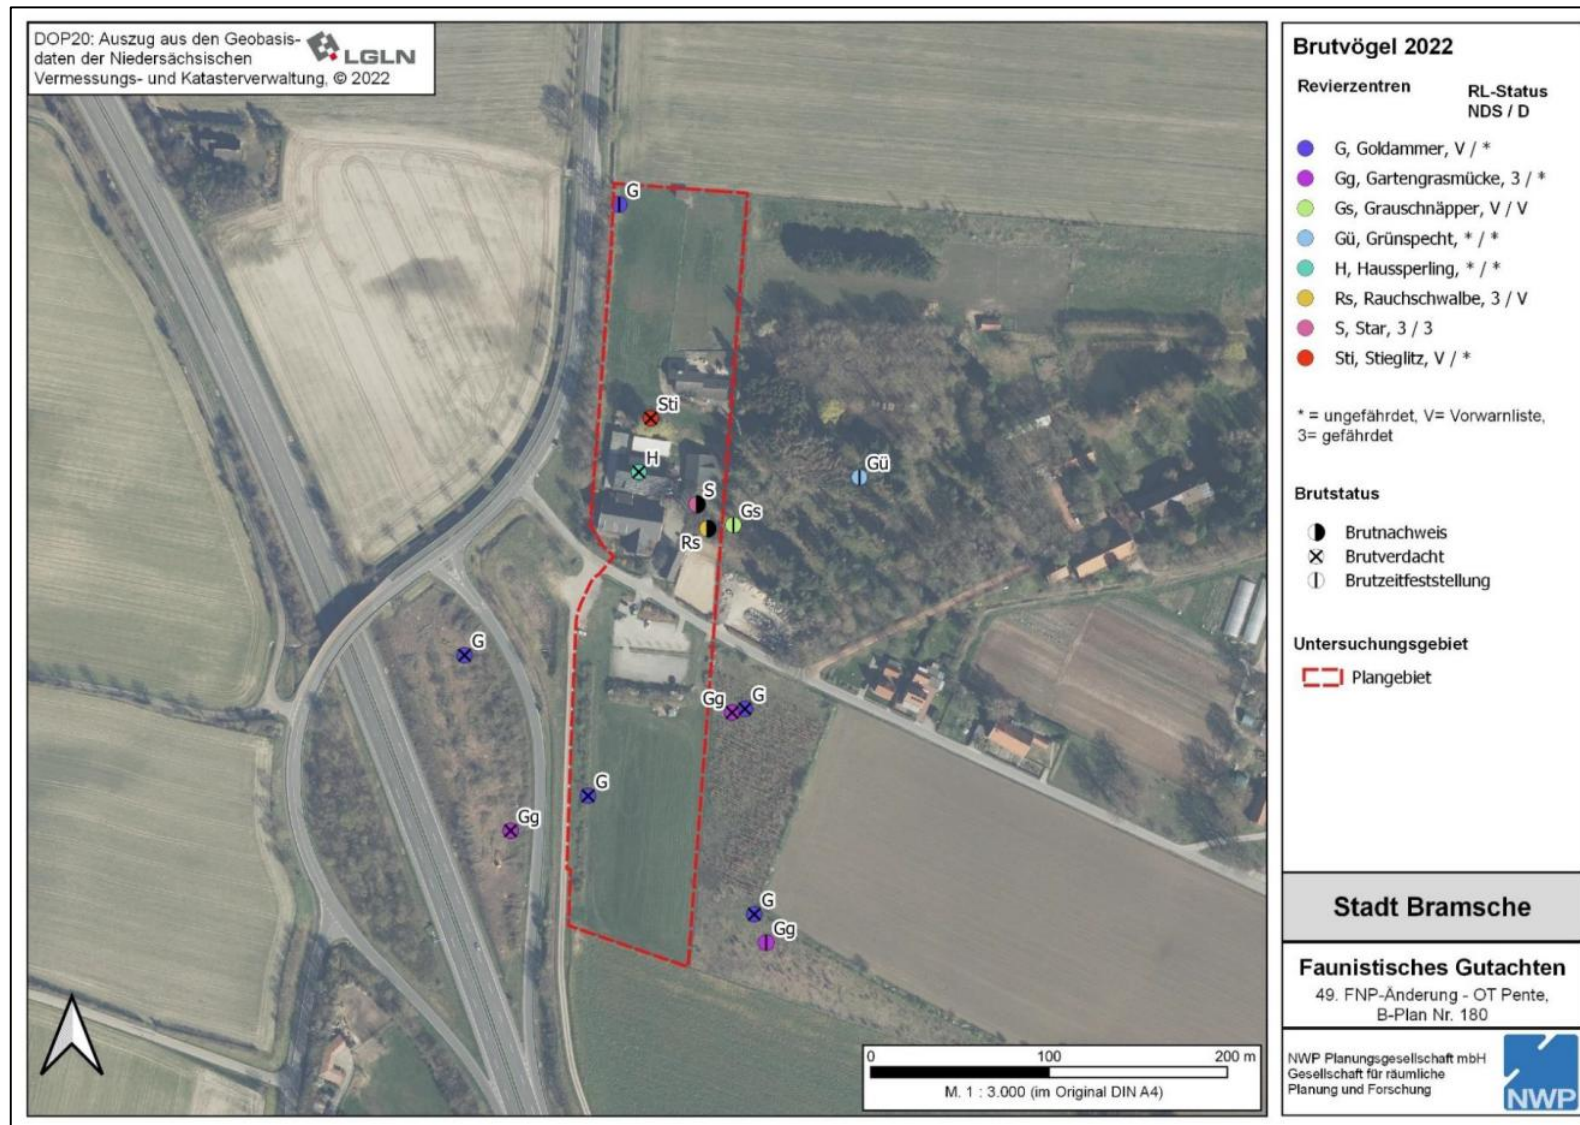 DOP20: Auszug aus den Geobasis-
daten der Niedersächsischen
Vermessungs- und Katasterverwaltung, © 2022
LGLN
G
Sti
H
S
Gü
Gs
Rs
G
Gg
G
G
Gg
G
Gg
0 100 200 m
M. 1 : 3.000 (im Original DIN A4)
Brutvögel 2022
Revierzentren
RL-Status
NDS / D
G, Goldammer, V / *
Gg, Gartengrasmücke, 3 / *
Gs, Grauschnäpper, V / V
Gü, Grünspecht, * / *
H, Haussperling, * / *
Rs, Rauchschwalbe, 3 / V
S, Star, 3 / 3
Sti, Stieglitz, V / *
* = ungefährdet, V= Vorwarnliste,
3= gefährdet
Brutstatus
Brutnachweis
Brutverdacht
Brutzeitfeststellung
Untersuchungsgebiet
Plangebiet
Stadt Bramsche
Faunistisches Gutachten
49. FNP-Änderung - OT Pente,
B-Plan Nr. 180
NWP Planungsgesellschaft mbH
Gesellschaft für räumliche
Planung und Forschung
NWP